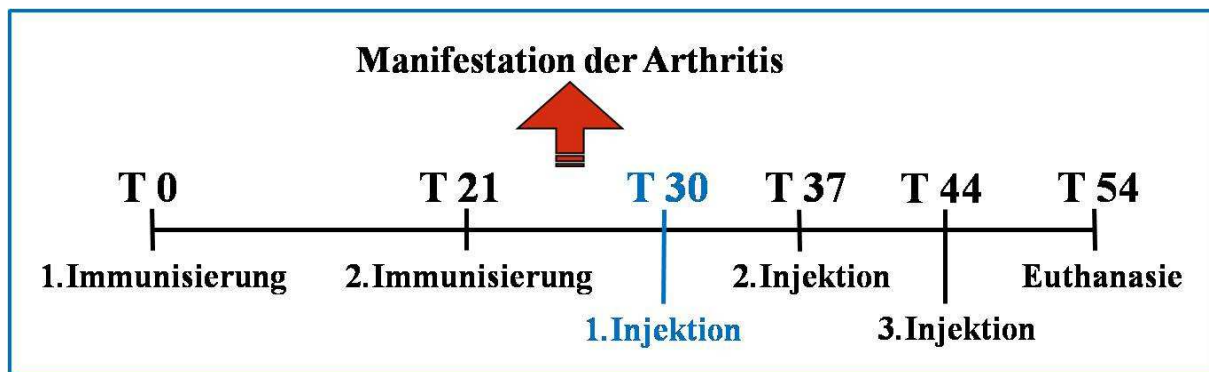 Manifestation der Arthritis
T 0 T 21 T 30 T 37 T 44 T 54
1.Immunisierung 2.Immunisierung 2.Injektion Euthanasie
1.Injektion 3.Injektion